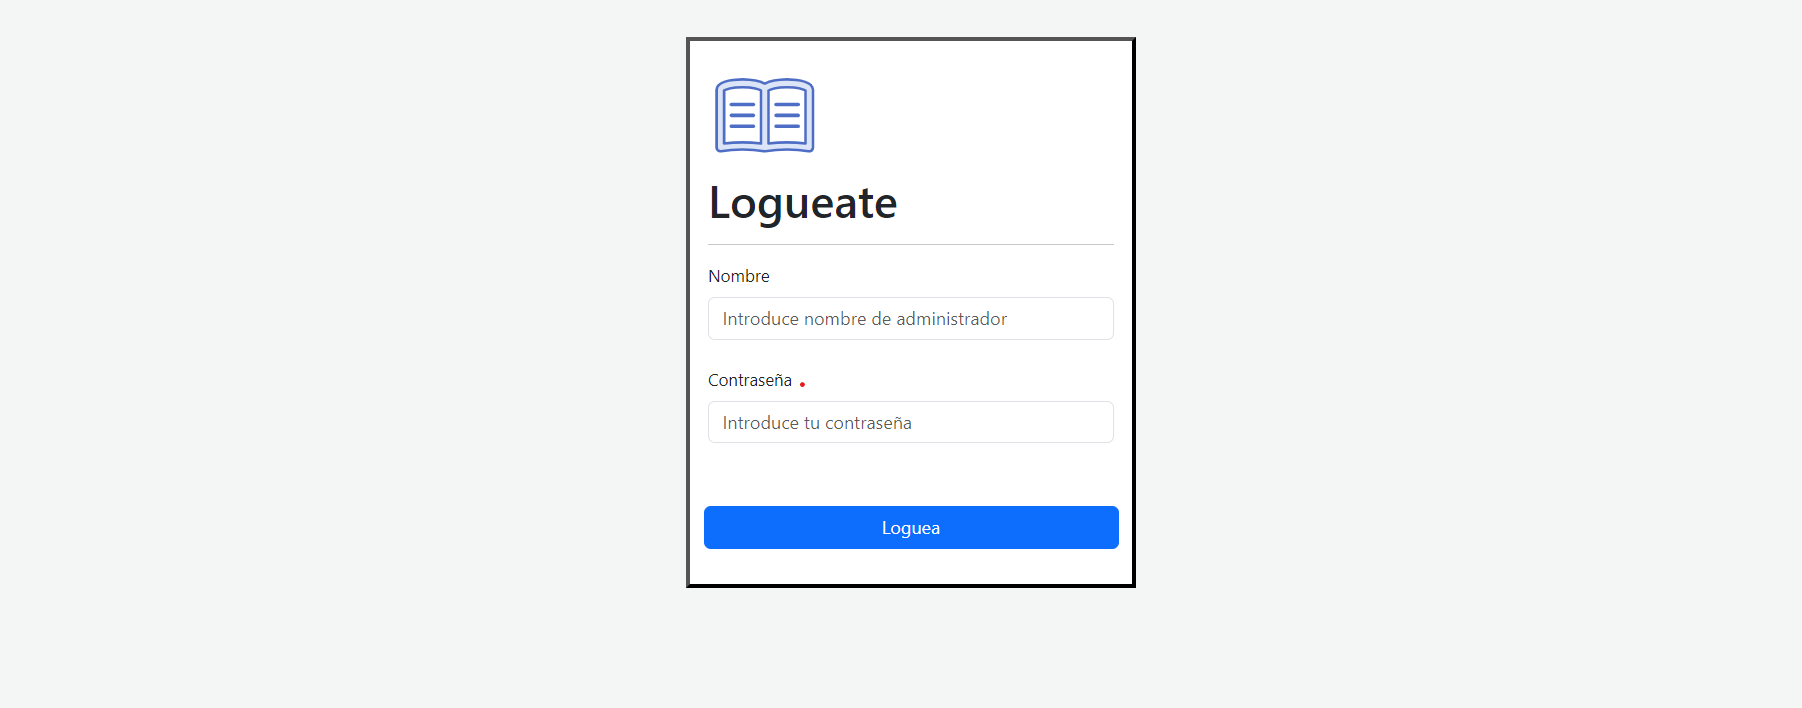 Logueate
Nombre
Introduce nombre de administrador
Contraseña
Introduce tu contraseña
Loguea